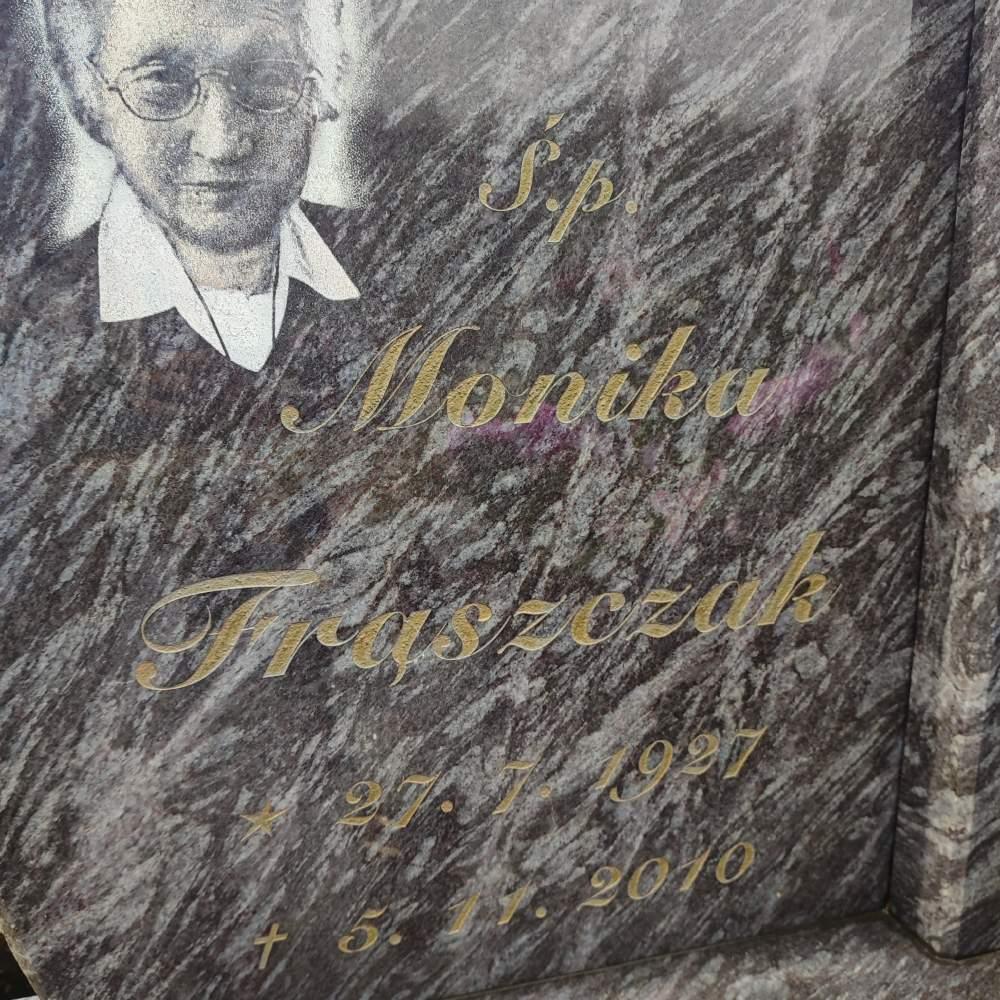 Ś.p.
Monika
Frąszczak
★ 27. 7. 1927
† 5. 11. 2010